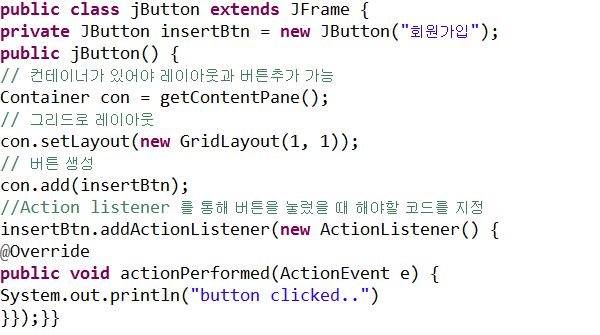 public class jButton extends JFrame {
private JButton insertBtn = new JButton("회원가입");
public jButton() {
// 컨테이너가 있어야 레이아웃과 버튼추가 가능
Container con = getContentPane();
// 그리드로 레이아웃
con.setLayout(new GridLayout(1, 1));
// 버튼 생성
con.add(insertBtn);
//Action listener 를 통해 버튼을 눌렀을 때 해야할 코드를 지정
insertBtn.addActionListener(new ActionListener() {
@Override
public void actionPerformed(ActionEvent e) {
System.out.println("button clicked..")
}});}}